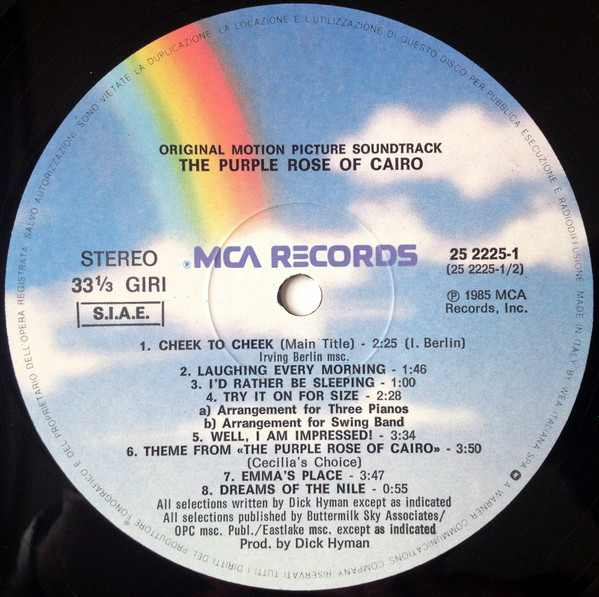 ORIGINAL MOTION PICTURE SOUNDTRACK
THE PURPLE ROSE OF CAIRO
STEREO
33 1/3 GIRI
S.I.A.E.
® MCA RECORDS
25 2225-1
(25 2225-1/2)
℗ 1985 MCA
Records, Inc.
1. CHEEK TO CHEEK (Main Title) - 2:25 (I. Berlin)
Irving Berlin msc.
2. LAUGHING EVERY MORNING - 1:46
3. I'D RATHER BE SLEEPING - 1:00
4. TRY IT ON FOR SIZE - 2:28
a) Arrangement for Three Pianos
b) Arrangement for Swing Band
5. WELL, I AM IMPRESSED! - 3:34
6. THEME FROM «THE PURPLE ROSE OF CAIRO» - 3:50
(Cecilia's Choice)
7. EMMA'S PLACE - 3:47
8. DREAMS OF THE NILE - 0:55
All selections written by Dick Hyman except as indicated
All selections published by Buttermilk Sky Associates/
OPC msc. Publ./Eastlake msc. except as indicated
Prod. by Dick Hyman
RISERVATI TUTTI I DIRITTI DEL PRODUTTORE FONOGRAFICO E DEL PROPRIETARIO DELL'OPERA REGISTRATA. SALVO AUTORIZZAZIONI, SONO VIETATE LA DUPLICAZIONE, LA LOCAZIONE E L'UTILIZZAZIONE DI QUESTO DISCO PER PUBBLICA ESECUZIONE E RADIODIFFUSIONE. MADE IN ITALY BY WEA ITALIANA SPA A WARNER COMMUNICATIONS COMPANY